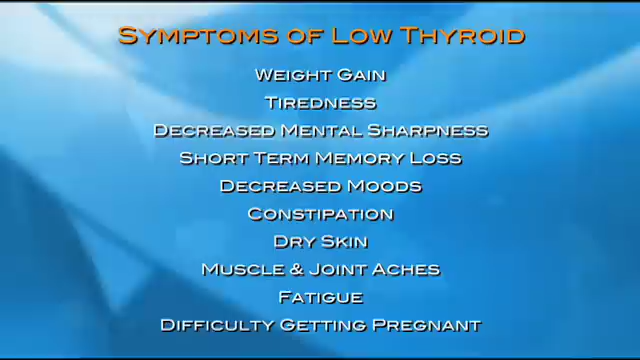 Symptoms of Low Thyroid
Weight Gain
Tiredness
Decreased Mental Sharpness
Short Term Memory Loss
Decreased Moods
Constipation
Dry Skin
Muscle & Joint Aches
Fatigue
Difficulty Getting Pregnant